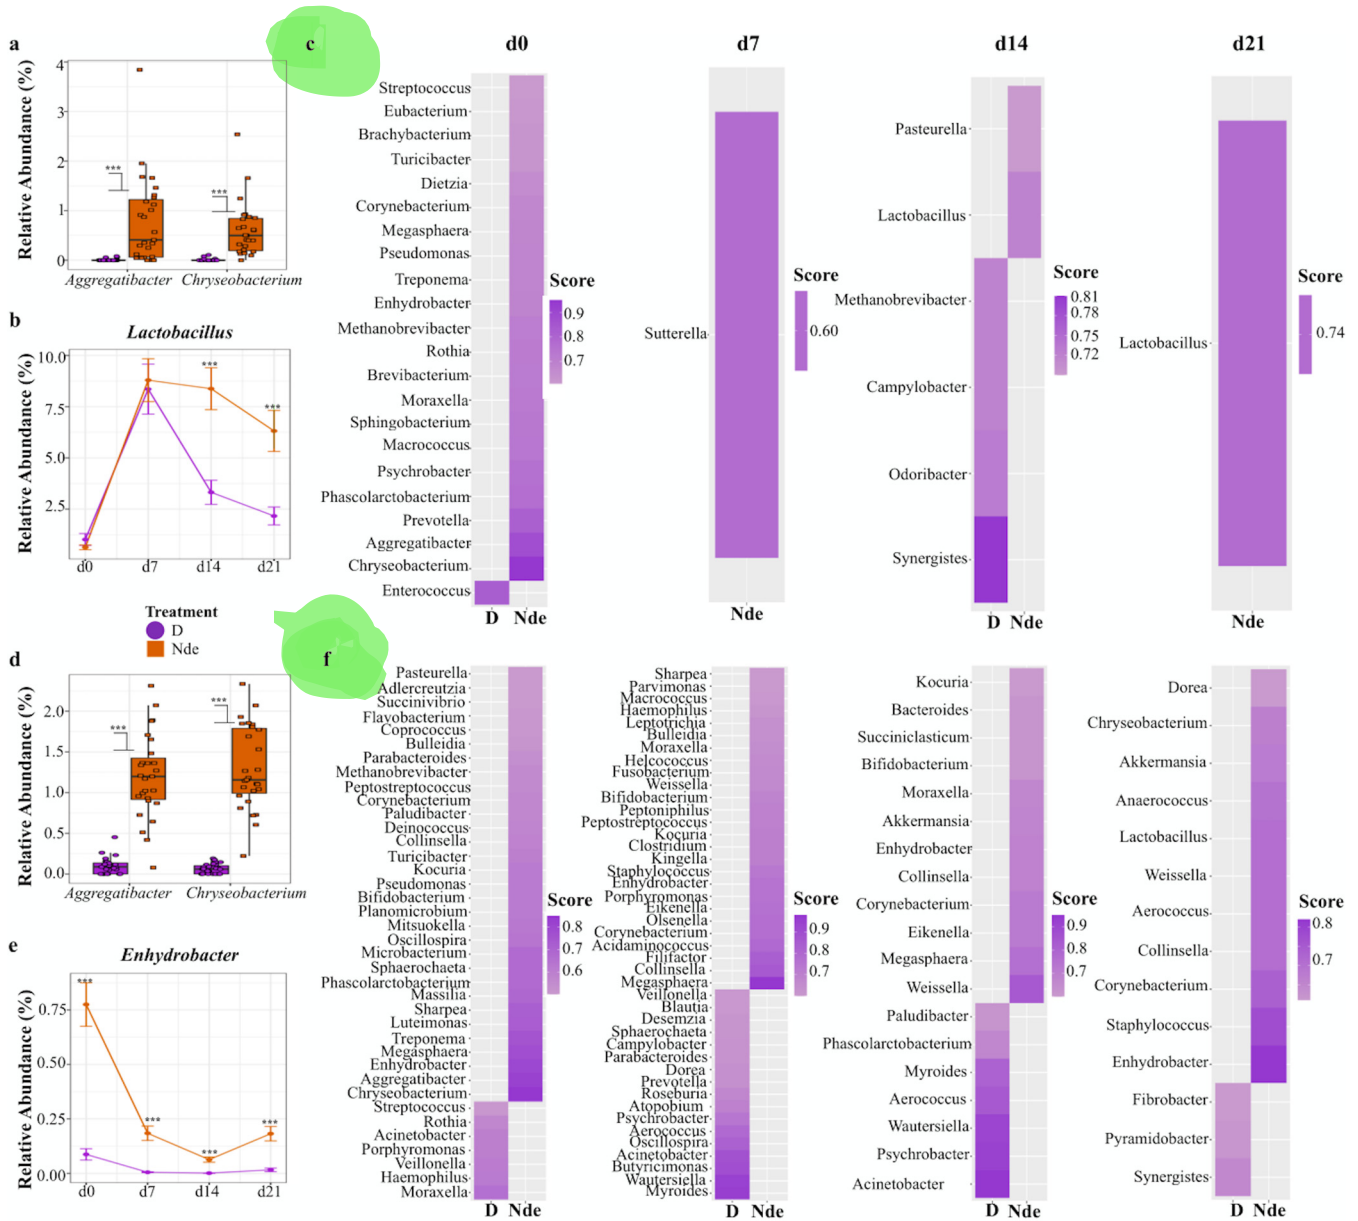 a
Relative Abundance (%)
4
3
2
1
0
***
***
Aggregatibacter
Chryseobacterium
b
Lactobacillus
Relative Abundance (%)
10.0
7.5
5.0
2.5
***
***
d0 d7 d14 d21
Treatment
D
Nde
c
d0
Streptococcus
Eubacterium
Brachybacterium
Turicibacter
Dietzia
Corynebacterium
Megasphaera
Pseudomonas
Treponema
Enhydrobacter
Methanobrevibacter
Rothia
Brevibacterium
Moraxella
Sphingobacterium
Macrococcus
Psychrobacter
Phascolarctobacterium
Prevotella
Aggregatibacter
Chryseobacterium
Enterococcus
D Nde
Score
0.9
0.8
0.7
d7
Sutterella
Nde
Score
0.60
d14
Pasteurella
Lactobacillus
Methanobrevibacter
Campylobacter
Odoribacter
Synergistes
D Nde
Score
0.81
0.78
0.75
0.72
d21
Lactobacillus
Nde
Score
0.74
d
Relative Abundance (%)
2.0
1.5
1.0
0.5
0.0
***
***
Aggregatibacter
Chryseobacterium
e
Enhydrobacter
Relative Abundance (%)
0.75
0.50
0.25
0.00
***
***
***
***
d0 d7 d14 d21
f
Pasteurella
Adlercreutzia
Succinivibrio
Flavobacterium
Coprococcus
Bulleidia
Parabacteroides
Methanobrevibacter
Peptostreptococcus
Corynebacterium
Paludibacter
Deinococcus
Collinsella
Turicibacter
Kocuria
Pseudomonas
Bifidobacterium
Planomicrobium
Mitsuokella
Oscillospira
Microbacterium
Sphaerochaeta
Phascolarctobacterium
Massilia
Sharpea
Luteimonas
Treponema
Megasphaera
Enhydrobacter
Aggregatibacter
Chryseobacterium
Streptococcus
Rothia
Acinetobacter
Porphyromonas
Veillonella
Haemophilus
Moraxella
D Nde
Score
0.8
0.7
0.6
Sharpea
Parvimonas
Macrococcus
Haemophilus
Leptotrichia
Bulleidia
Moraxella
Helcococcus
Fusobacterium
Weissella
Bifidobacterium
Peptoniphilus
Peptostreptococcus
Kocuria
Clostridium
Kingella
Staphylococcus
Enhydrobacter
Porphyromonas
Eikenella
Olsenella
Corynebacterium
Acidaminococcus
Filifactor
Collinsella
Megasphaera
Veillonella
Blautia
Desemzia
Sphaerochaeta
Campylobacter
Parabacteroides
Dorea
Prevotella
Roseburia
Atopobium
Psychrobacter
Aerococcus
Oscillospira
Acinetobacter
Butyricimonas
Wautersiella
Myroides
D Nde
Score
0.9
0.8
0.7
Kocuria
Bacteroides
Succiniclasticum
Bifidobacterium
Moraxella
Akkermansia
Enhydrobacter
Collinsella
Corynebacterium
Eikenella
Megasphaera
Weissella
Paludibacter
Phascolarctobacterium
Myroides
Aerococcus
Wautersiella
Psychrobacter
Acinetobacter
D Nde
Score
0.9
0.8
0.7
Dorea
Chryseobacterium
Akkermansia
Anaerococcus
Lactobacillus
Weissella
Aerococcus
Collinsella
Corynebacterium
Staphylococcus
Enhydrobacter
Fibrobacter
Pyramidobacter
Synergistes
D Nde
Score
0.8
0.7